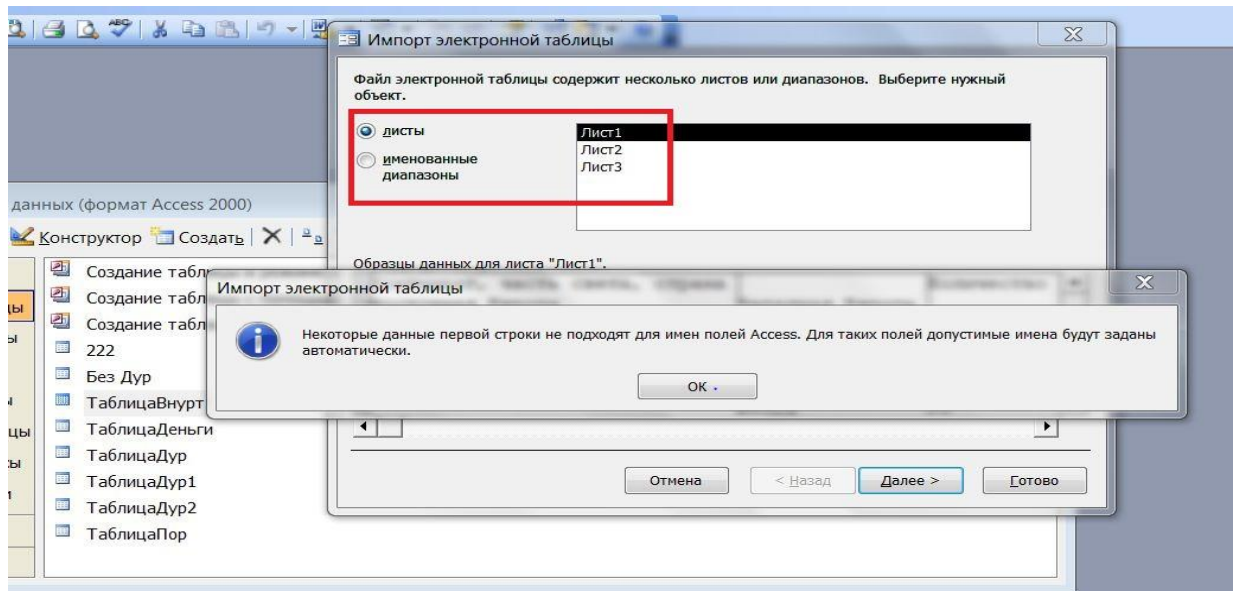 Импорт электронной таблицы
Файл электронной таблицы содержит несколько листов или диапазонов. Выберите нужный
объект.
листы
именованные
диапазоны
Лист1
Лист2
Лист3
данных (формат Access 2000)
Конструктор Создать
Образцы данных для листа "Лист1".
Создание табл
Создание табл
Создание табл
222
Без Дур
ТаблицаВнурт
ТаблицаДеньги
ТаблицаДур
ТаблицаДур1
ТаблицаДур2
ТаблицаПор
Импорт электронной таблицы
Некоторые данные первой строки не подходят для имен полей Access. Для таких полей допустимые имена будут заданы
автоматически.
ОК
Отмена
< Назад
Далее >
Готово